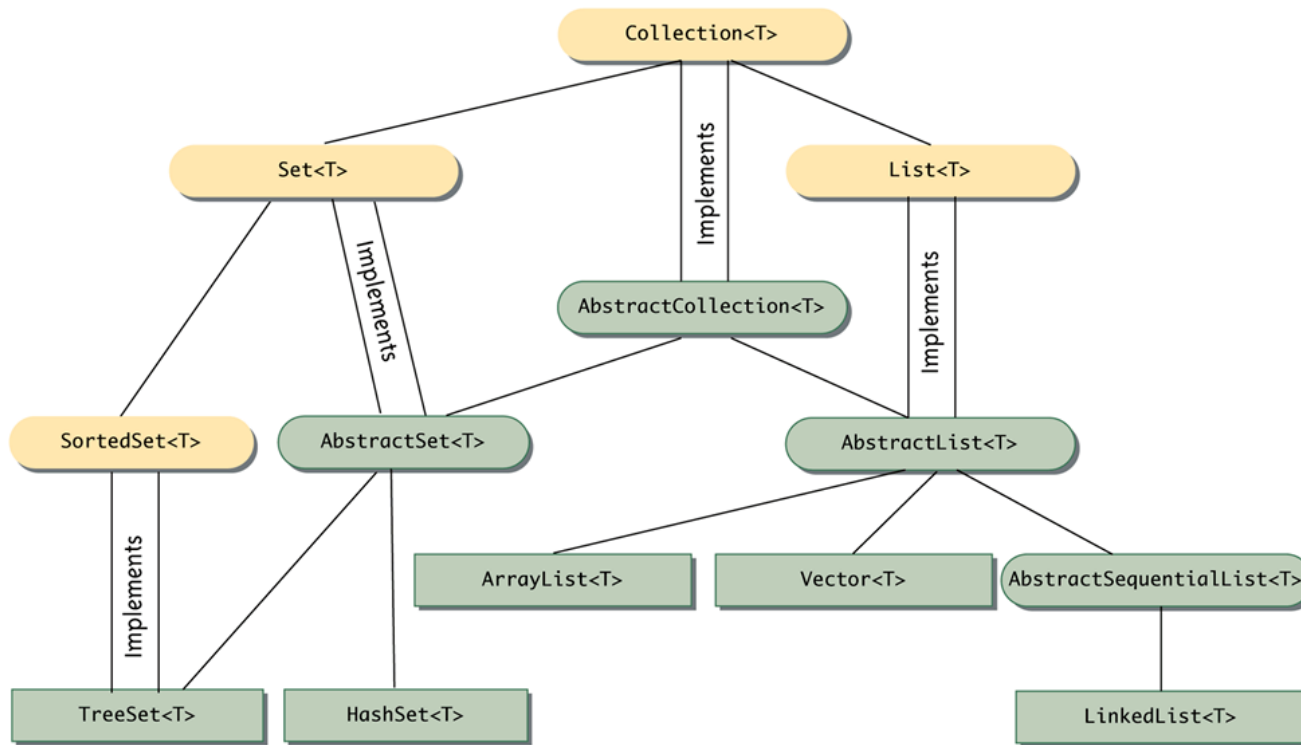 Collection<T>
Set<T>
Implements
List<T>
Implements
AbstractCollection<T>
Implements
SortedSet<T>
AbstractSet<T>
AbstractList<T>
Implements
ArrayList<T>
Vector<T>
AbstractSequentialList<T>
TreeSet<T>
HashSet<T>
LinkedList<T>